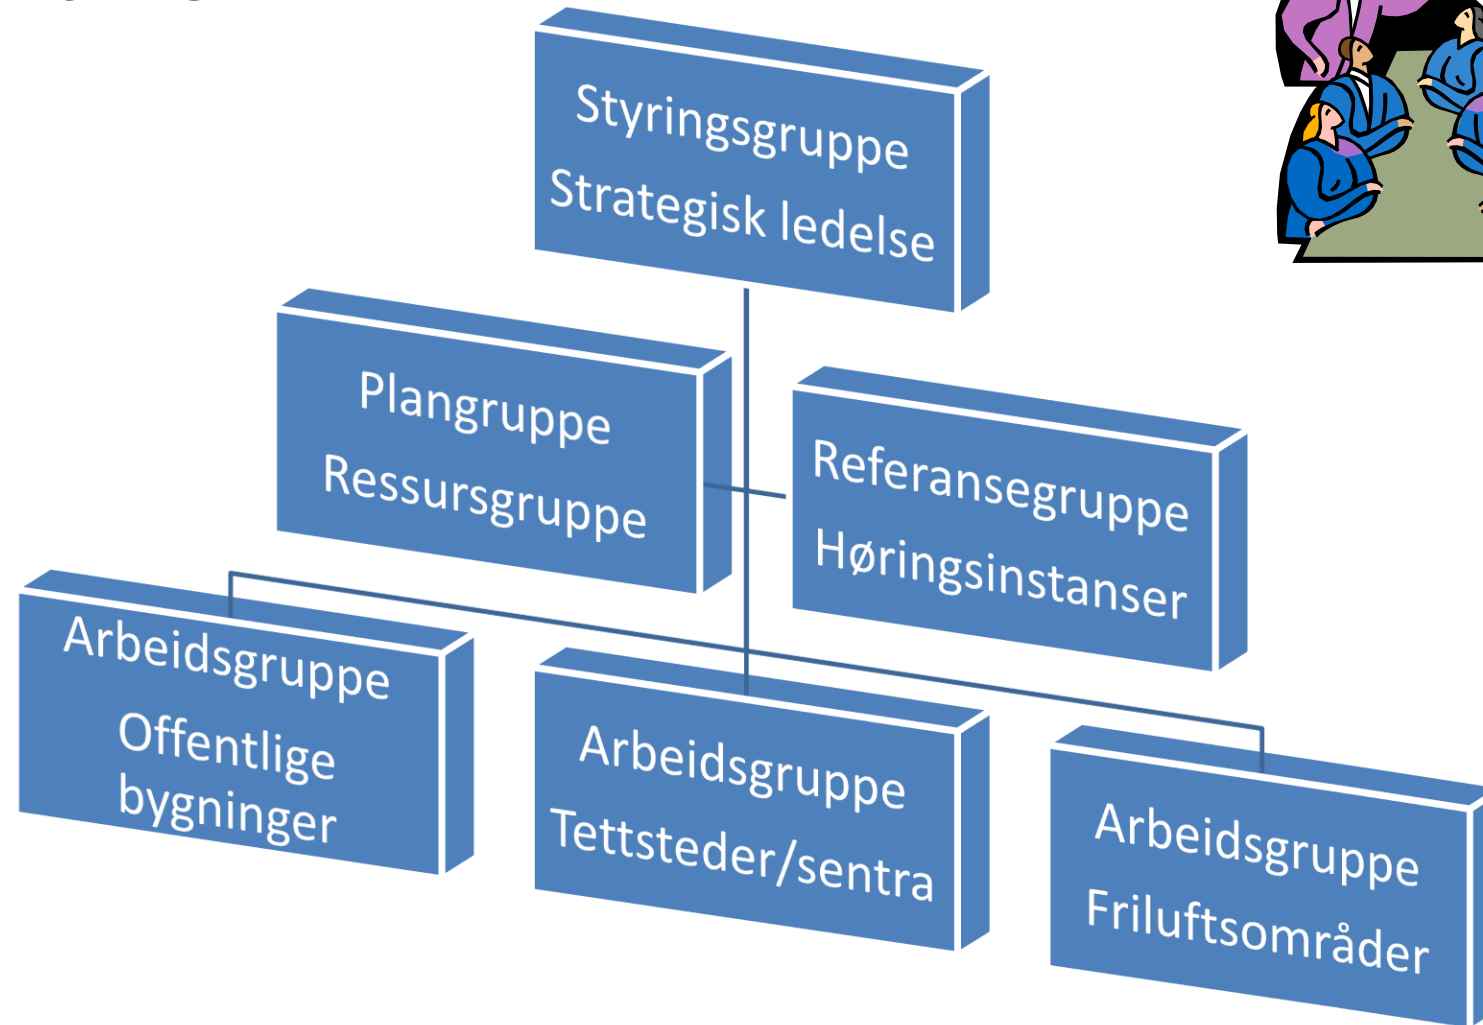 Styringsgruppe
Strategisk ledelse
Plangruppe
Ressursgruppe
Referansegruppe
Høringsinstanser
Arbeidsgruppe
Offentlige
bygninger
Arbeidsgruppe
Tettsteder/sentra
Arbeidsgruppe
Friluftsområder